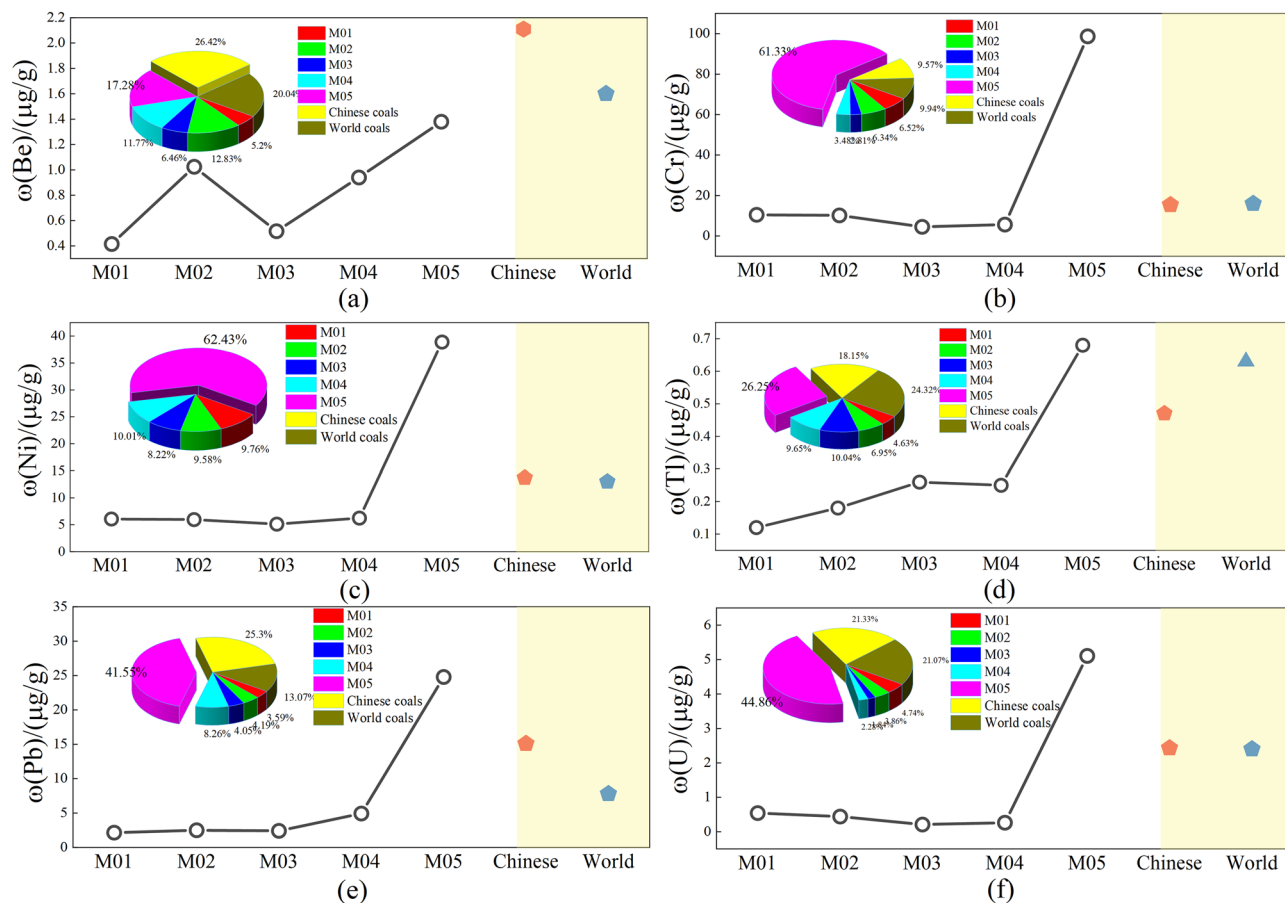 2.2
2.0
1.8
1.6
1.4
1.2
1.0
0.8
0.6
0.4
ω(Be)/(μg/g)
26.42%
17.28%
20.04%
11.77%
6.46%
12.83%
5.2%
M01
M02
M03
M04
M05
Chinese coals
World coals
M01 M02 M03 M04 M05 Chinese World
(a)
100
80
60
40
20
0
ω(Cr)/(μg/g)
61.33%
9.57%
9.94%
6.52%
6.34%
3.48%
M01
M02
M03
M04
M05
Chinese coals
World coals
M01 M02 M03 M04 M05 Chinese World
(b)
40
35
30
25
20
15
10
5
0
ω(Ni)/(μg/g)
62.43%
10.01%
8.22%
9.58%
9.76%
M01
M02
M03
M04
M05
Chinese coals
World coals
M01 M02 M03 M04 M05 Chinese World
(c)
0.7
0.6
0.5
0.4
0.3
0.2
0.1
ω(Tl)/(μg/g)
18.15%
26.25%
24.32%
9.65%
10.04%
6.95%
4.63%
M01
M02
M03
M04
M05
Chinese coals
World coals
M01 M02 M03 M04 M05 Chinese World
(d)
35
30
25
20
15
10
5
0
ω(Pb)/(μg/g)
25.3%
41.55%
13.07%
3.59%
4.19%
4.05%
8.26%
M01
M02
M03
M04
M05
Chinese coals
World coals
M01 M02 M03 M04 M05 Chinese World
(e)
6
5
4
3
2
1
0
ω(U)/(μg/g)
21.33%
44.86%
21.07%
4.74%
3.86%
2.28%
M01
M02
M03
M04
M05
Chinese coals
World coals
M01 M02 M03 M04 M05 Chinese World
(f)